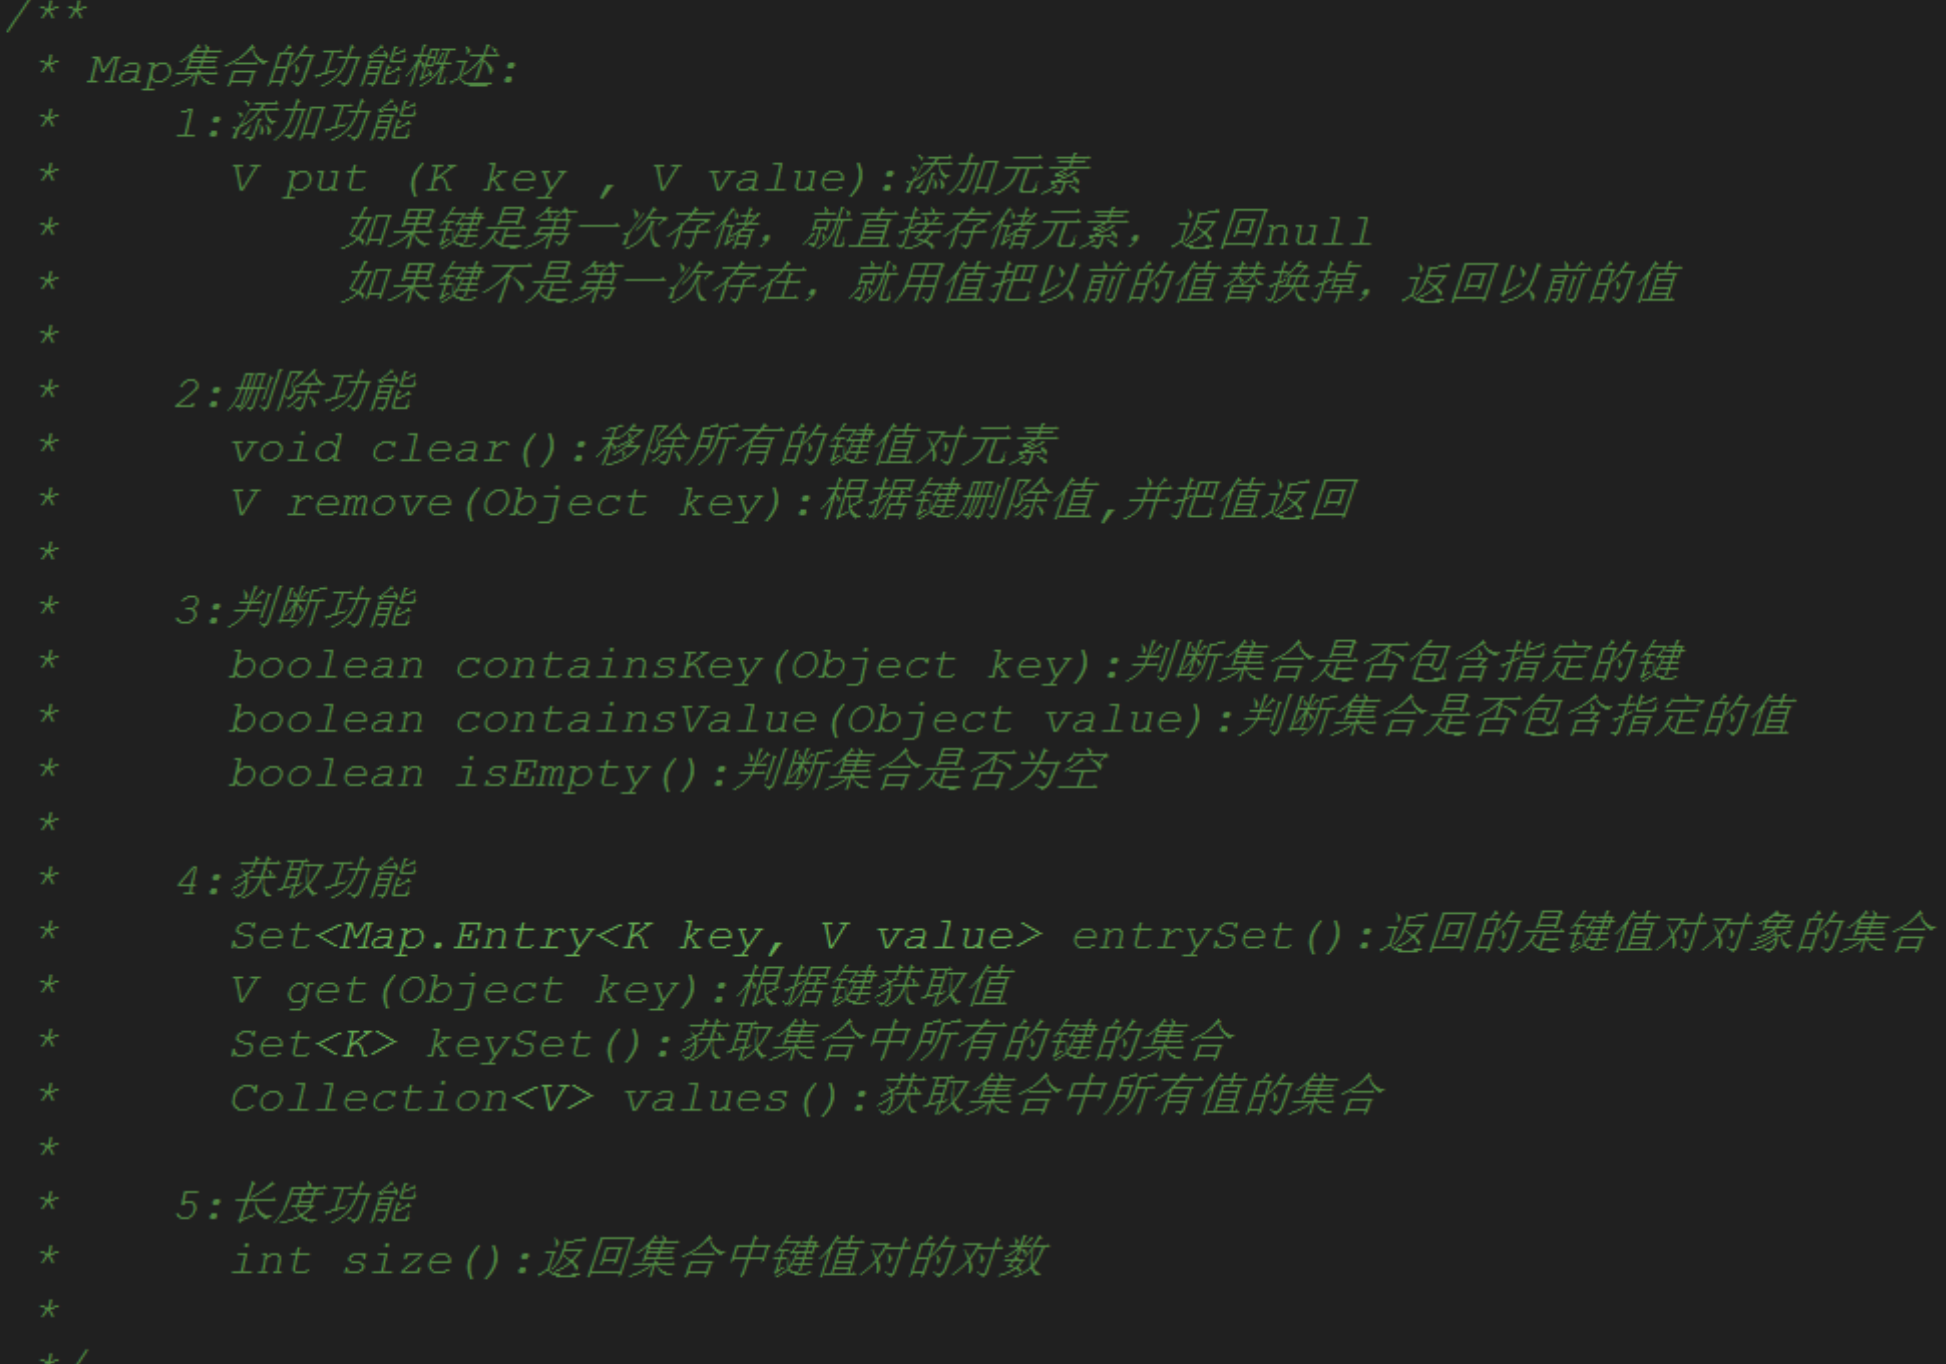 /**
* Map集合的功能概述:
* 1:添加功能
* V put (K key , V value):添加元素
* 如果键是第一次存储，就直接存储元素，返回null
* 如果键不是第一次存在，就用值把以前的值替换掉，返回以前的值
*
* 2:删除功能
* void clear():移除所有的键值对元素
* V remove(Object key):根据键删除值,并把值返回
*
* 3:判断功能
* boolean containsKey(Object key):判断集合是否包含指定的键
* boolean containsValue(Object value):判断集合是否包含指定的值
* boolean isEmpty():判断集合是否为空
*
* 4:获取功能
* Set<Map.Entry<K key, V value> entrySet():返回的是键值对对象的集合
* V get(Object key):根据键获取值
* Set<K> keySet():获取集合中所有的键的集合
* Collection<V> values():获取集合中所有值的集合
*
* 5:长度功能
* int size():返回集合中键值对的对数
*
*/